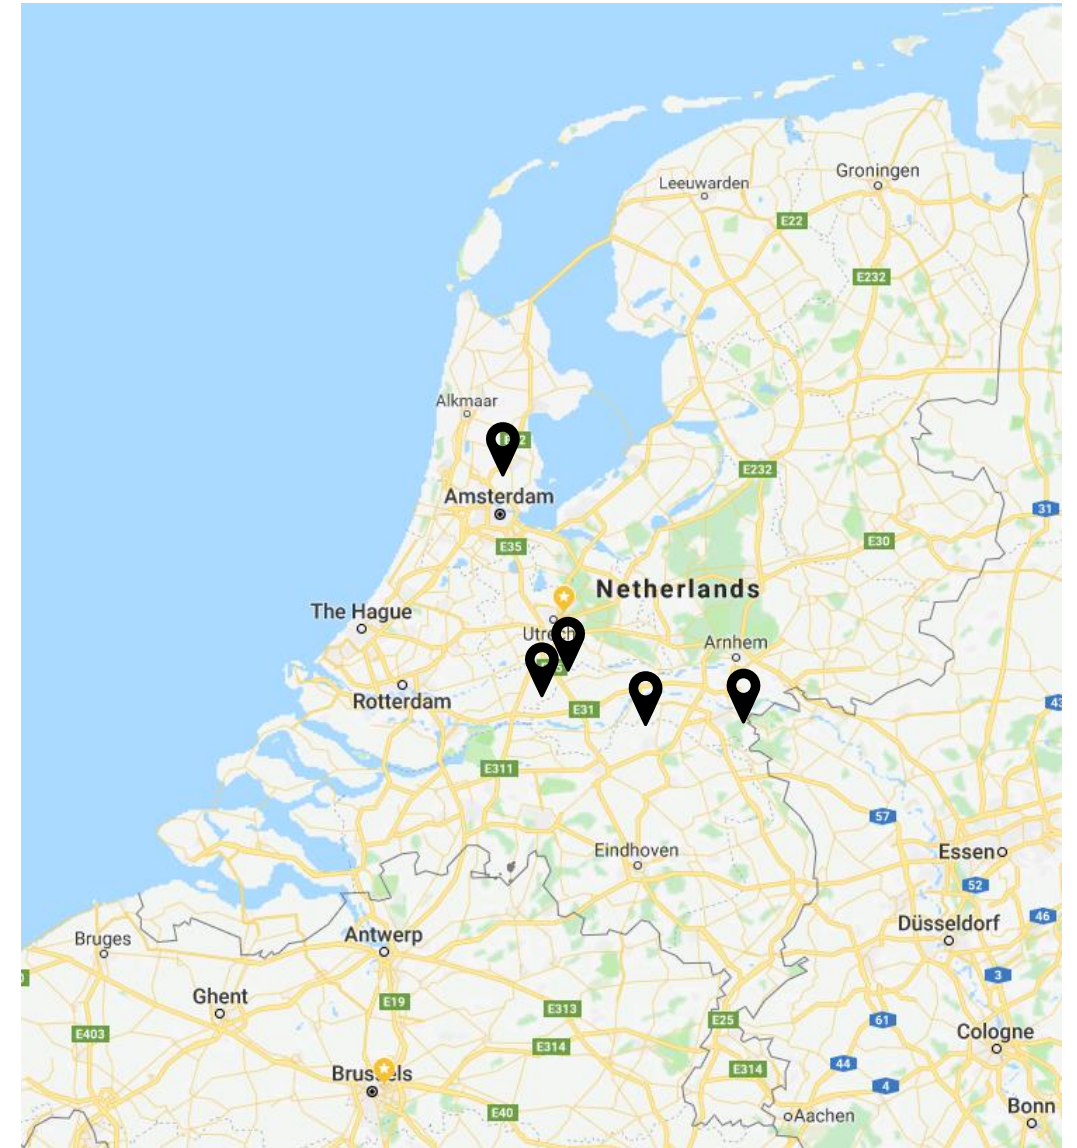 Groningen
Leeuwarden
E22
E232
Alkmaar
E232
Amsterdam
31
E30
E35
Netherlands
The Hague
Utrech
Arnhem
Rotterdam
E31
E311
57
Eindhoven
Essen
52
46
Düsseldorf
Bruges
Antwerp
3
Ghent
E19
E313
E25
61
E403
Cologne
E314
44
E314
Brussels
4
E40
Aachen
Bonn